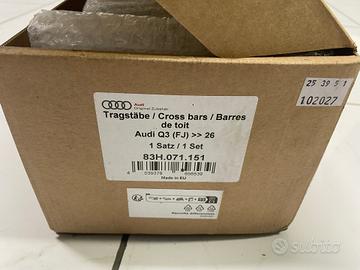 25 39 5 1
102027
Audi
Original Zubehör
Tragstäbe / Cross bars / Barres
de toit
Audi Q3 (FJ) >> 26
1 Satz / 1 Set
83H.071.151
Made in EU
subito